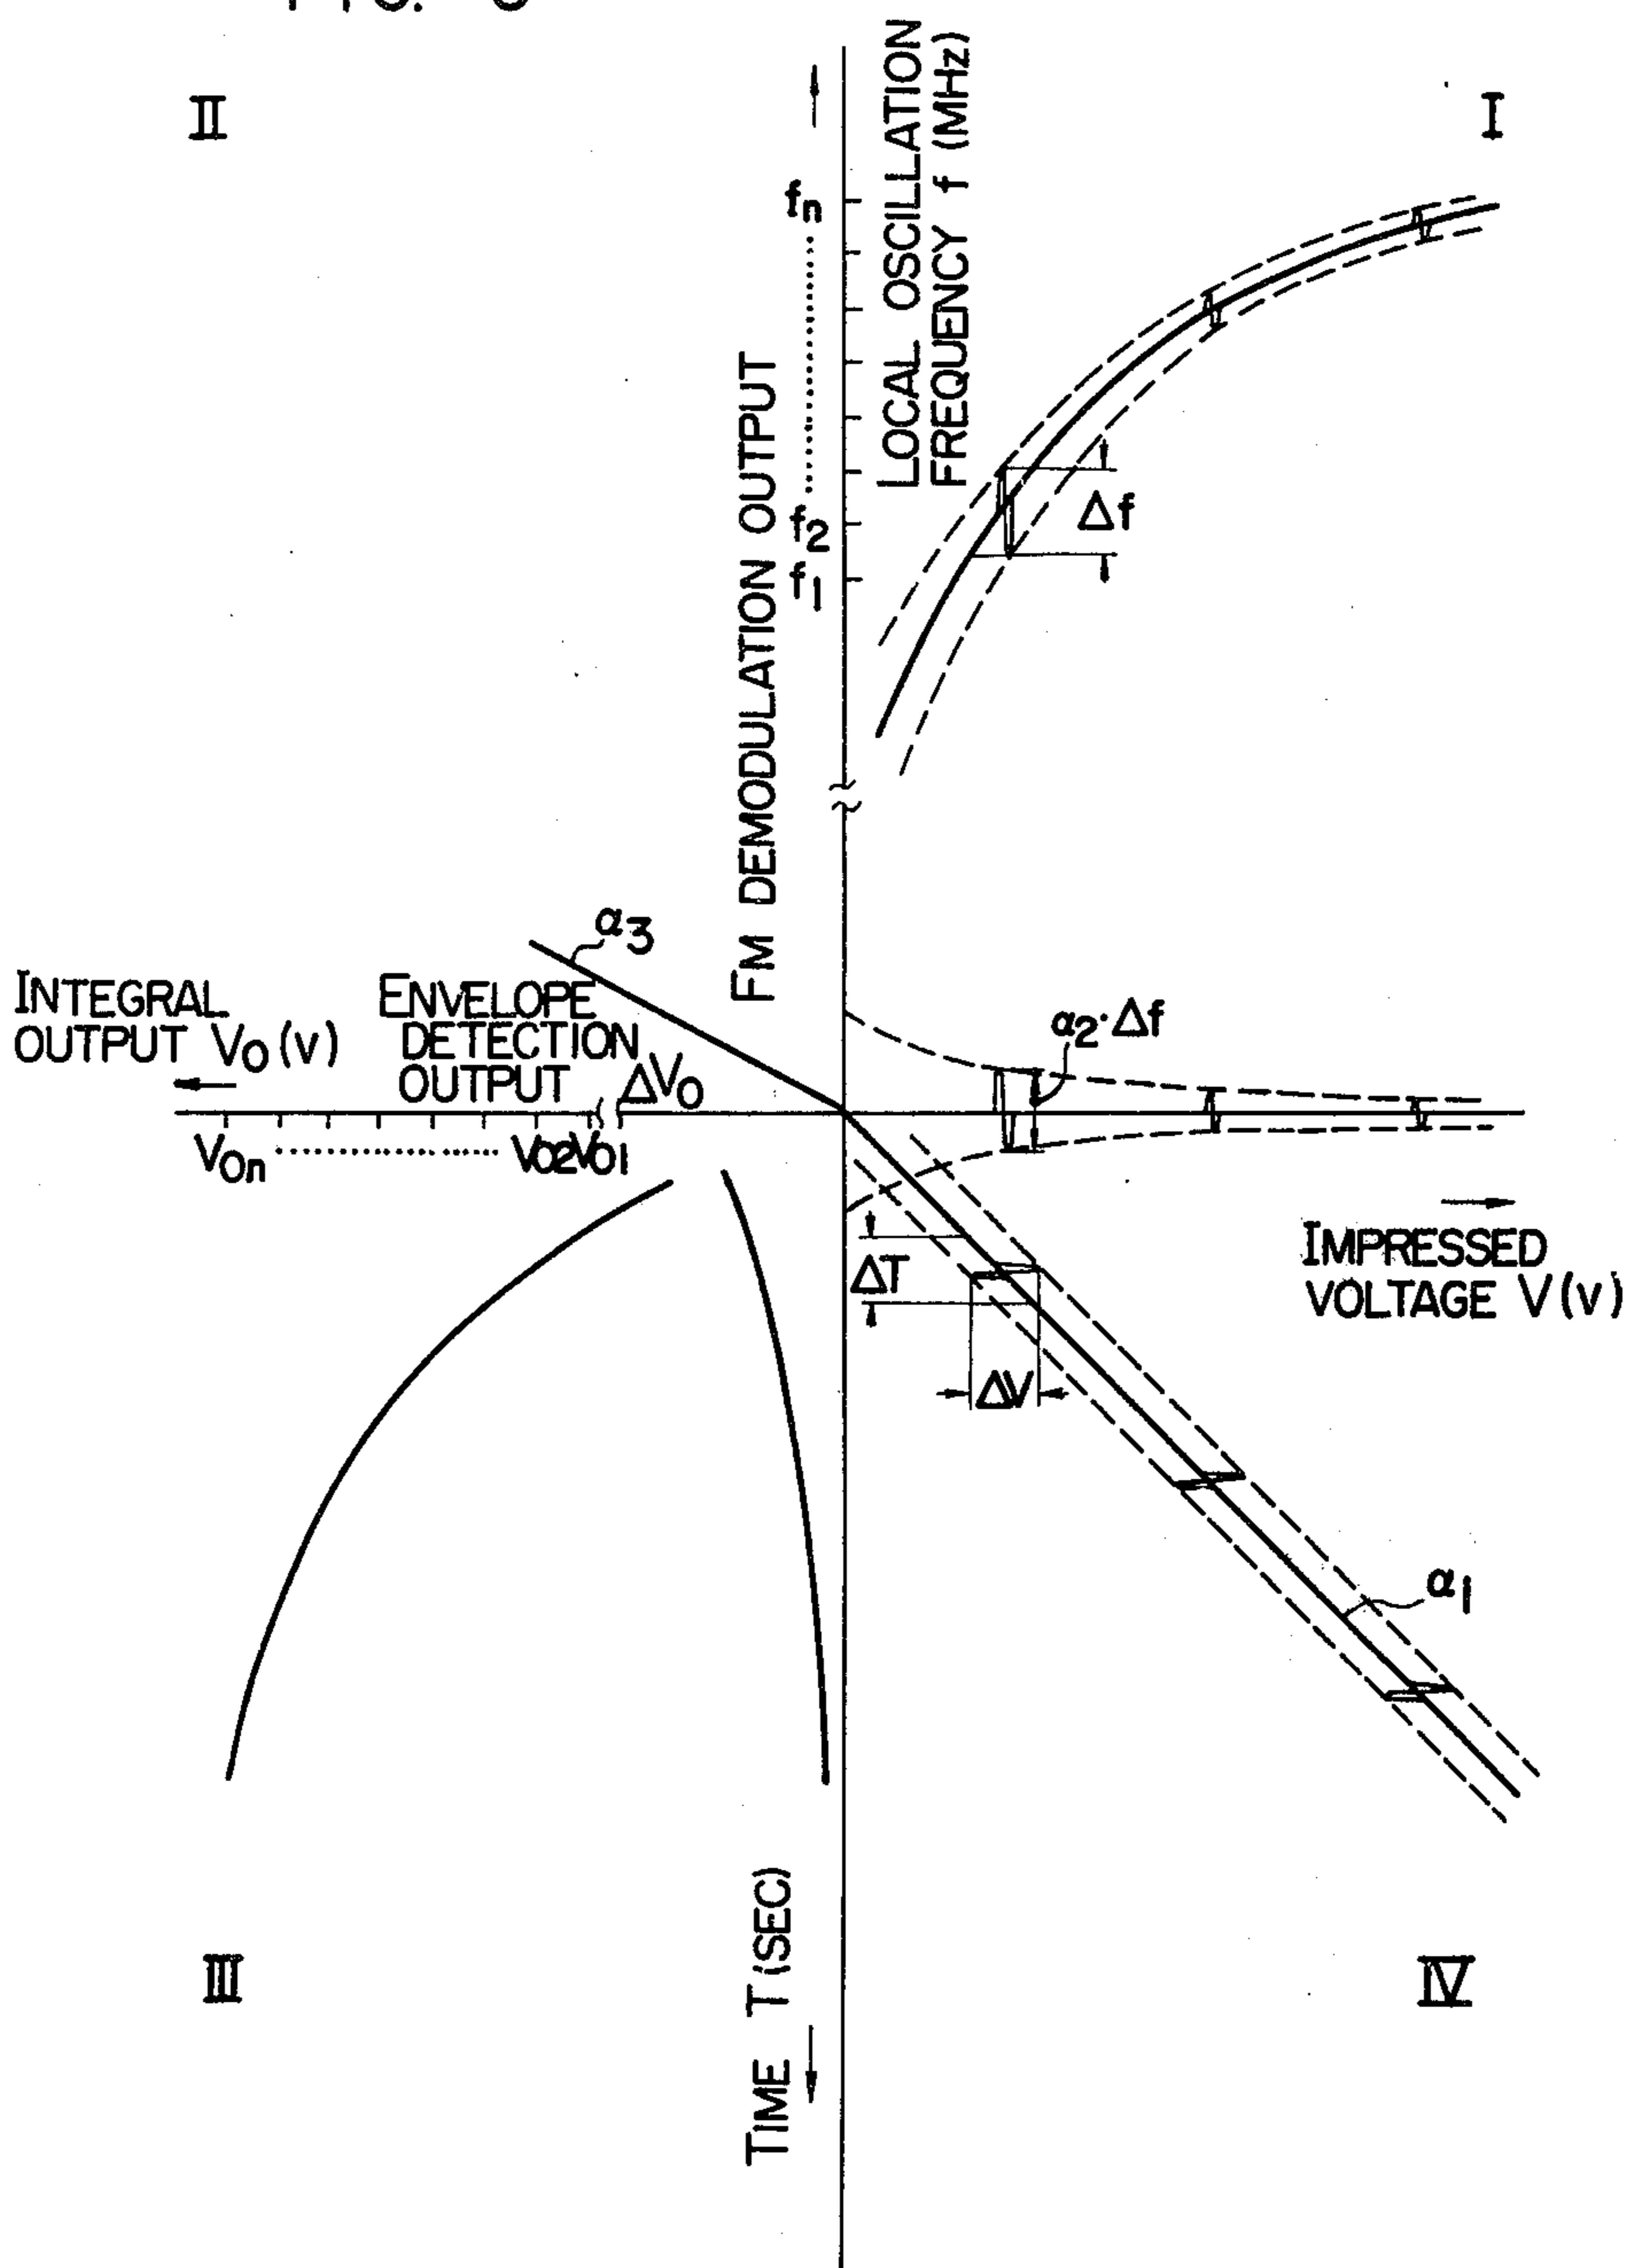 II
I
LOCAL OSCILLATION
FREQUENCY f (MHz)
fn
f2
f1
FM DEMODULATION OUTPUT
Δf
α3
INTEGRAL
OUTPUT V0 (v)
ENVELOPE
DETECTION
OUTPUT ΔV0
α2·Δf
V0n
V02
V01
IMPRESSED
VOLTAGE V (v)
ΔT
ΔV
α1
TIME T (SEC)
III
IV